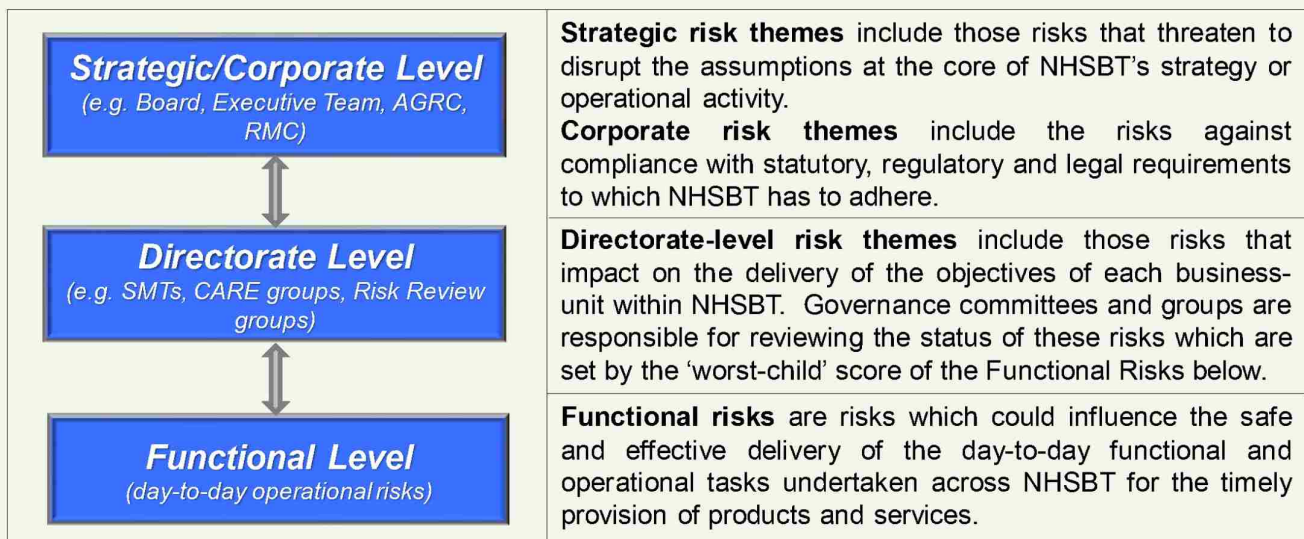 Strategic/Corporate Level
(e.g. Board, Executive Team, AGRC,
RMC)
Strategic risk themes include those risks that threaten to
disrupt the assumptions at the core of NHSBT's strategy or
operational activity.
Corporate risk themes include the risks against
compliance with statutory, regulatory and legal requirements
to which NHSBT has to adhere.
Directorate Level
(e.g. SMTs, CARE groups, Risk Review
groups)
Directorate-level risk themes include those risks that
impact on the delivery of the objectives of each business-
unit within NHSBT. Governance committees and groups are
responsible for reviewing the status of these risks which are
set by the 'worst-child' score of the Functional Risks below.
Functional Level
(day-to-day operational risks)
Functional risks are risks which could influence the safe
and effective delivery of the day-to-day functional and
operational tasks undertaken across NHSBT for the timely
provision of products and services.